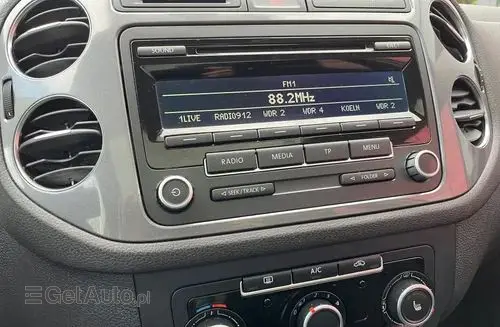 SOUND
EJECT
FM1
88.2MHz
1LIVE RADIO912 WDR 2 WDR 4 KOELN WDR 2
RADIO MEDIA TP MENU
◁ SEEK/TRACK ▷
◁ FOLDER ▷
A/C
GetAuto.pl